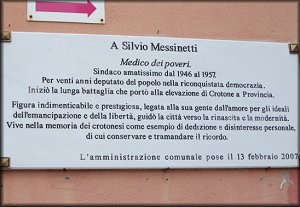 A Silvio Messinetti
Medico dei poveri.
Sindaco amatissimo dal 1946 al 1957.
Per venti anni deputato del popolo nella riconquistata democrazia.
Iniziò la lunga battaglia che portò alla elevazione di Crotone a Provincia.
Figura indimenticabile e prestigiosa, legata alla sua gente dall'amore per gli ideali
dell'emancipazione e della libertà, guidò la città verso la rinascita e la modernità.
Vive nella memoria dei crotonesi come esempio di dedizione e disinteresse personale,
di cui conservare e tramandare il ricordo.
L'amministrazione comunale pose il 13 febbraio 2007